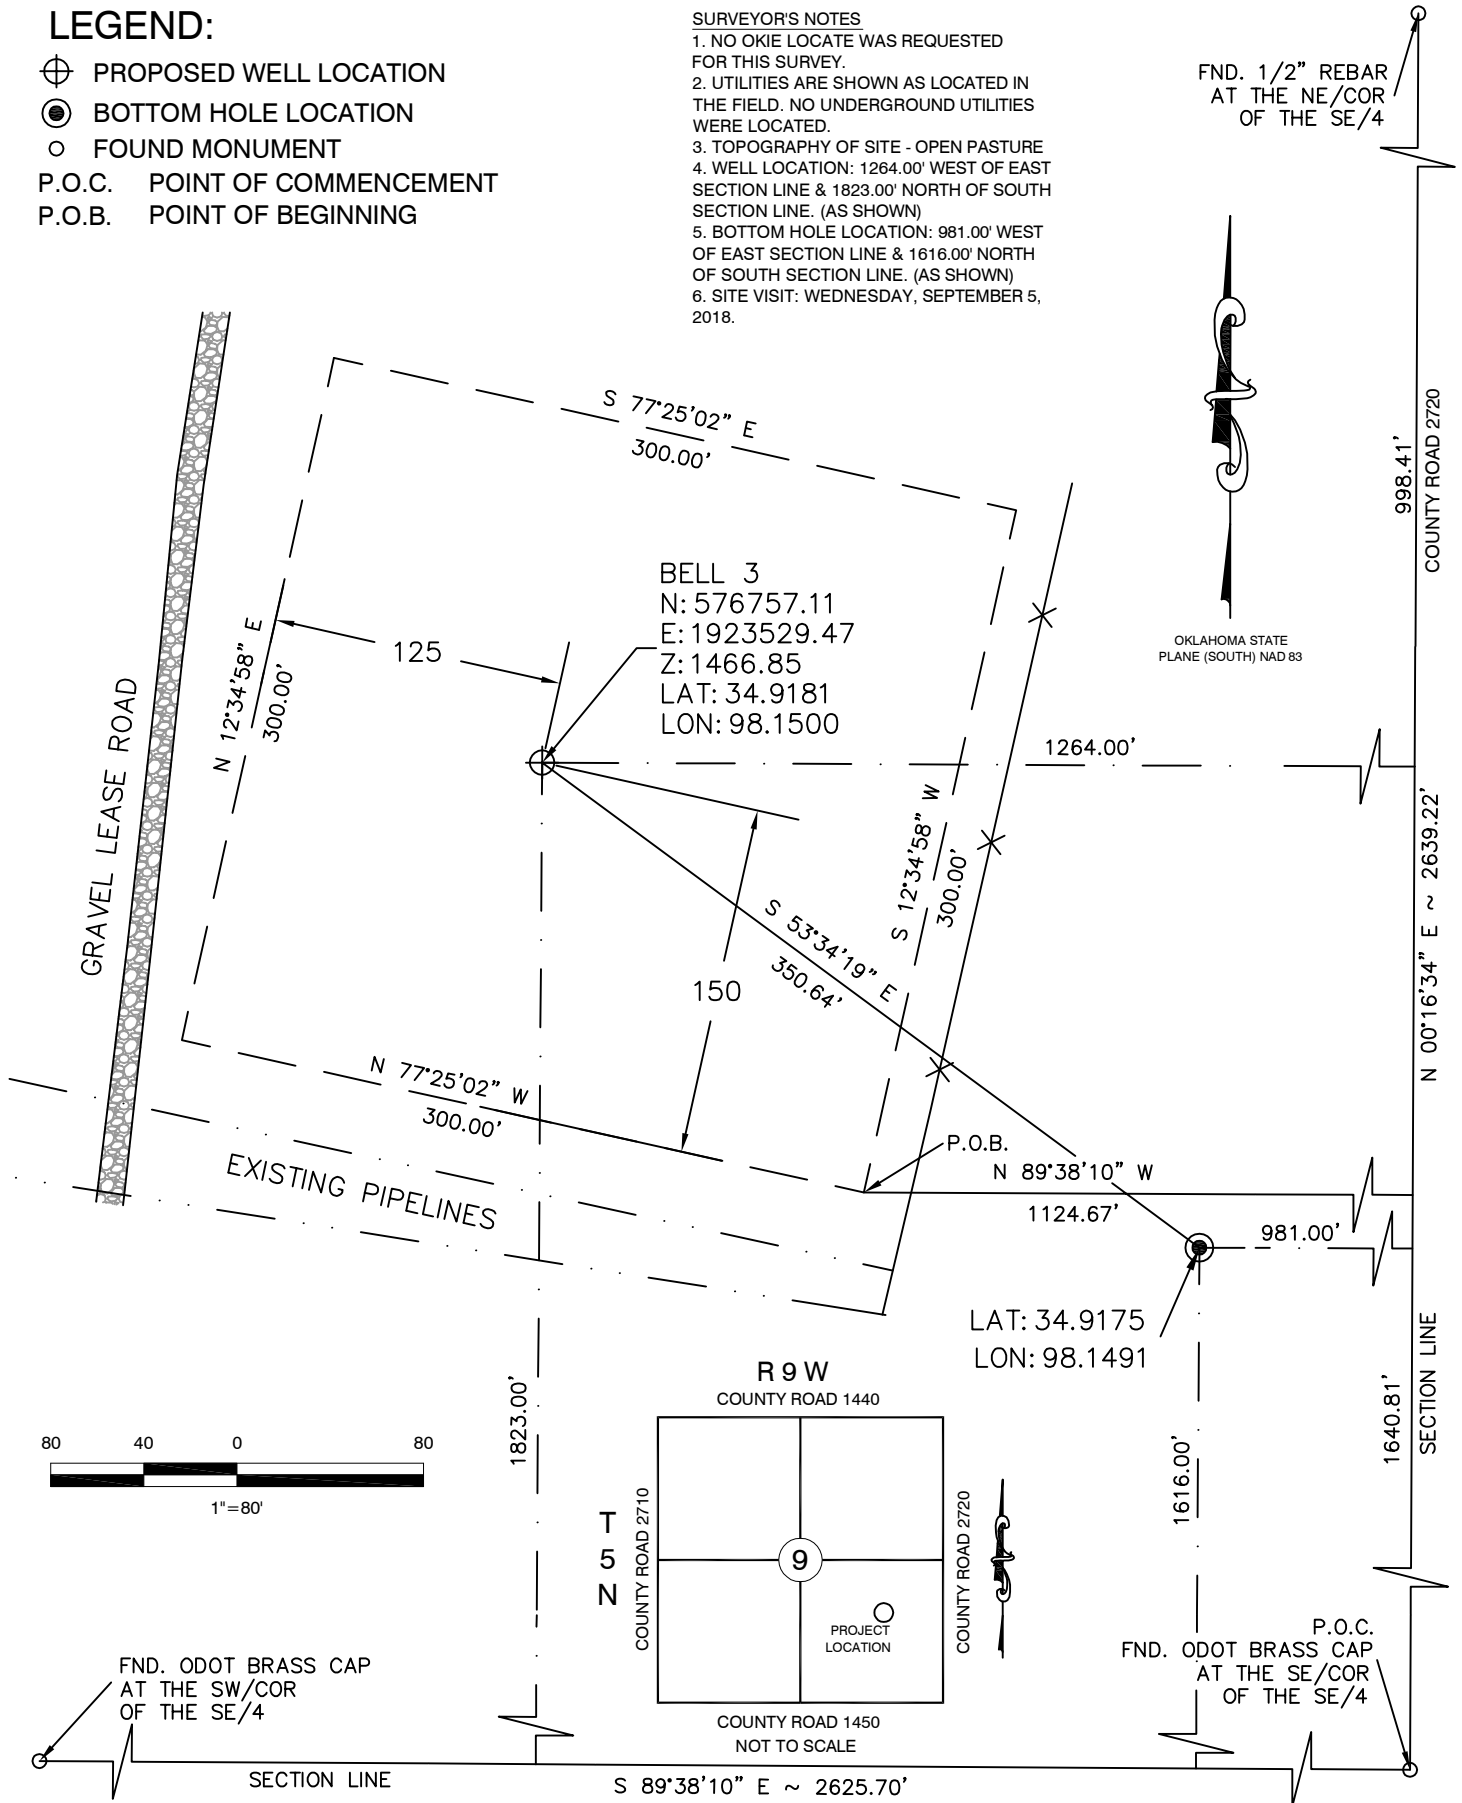 LEGEND:
PROPOSED WELL LOCATION
BOTTOM HOLE LOCATION
FOUND MONUMENT
P.O.C. POINT OF COMMENCEMENT
P.O.B. POINT OF BEGINNING
SURVEYOR'S NOTES
1. NO OKIE LOCATE WAS REQUESTED
FOR THIS SURVEY.
2. UTILITIES ARE SHOWN AS LOCATED IN
THE FIELD. NO UNDERGROUND UTILITIES
WERE LOCATED.
3. TOPOGRAPHY OF SITE - OPEN PASTURE
4. WELL LOCATION: 1264.00' WEST OF EAST
SECTION LINE & 1823.00' NORTH OF SOUTH
SECTION LINE. (AS SHOWN)
5. BOTTOM HOLE LOCATION: 981.00' WEST
OF EAST SECTION LINE & 1616.00' NORTH
OF SOUTH SECTION LINE. (AS SHOWN)
6. SITE VISIT: WEDNESDAY, SEPTEMBER 5,
2018.
FND. 1/2" REBAR
AT THE NE/COR
OF THE SE/4
998.41'
COUNTY ROAD 2720
OKLAHOMA STATE
PLANE (SOUTH) NAD 83
S 77°25'02" E
300.00'
BELL 3
N: 576757.11
E: 1923529.47
Z: 1466.85
LAT: 34.9181
LON: 98.1500
125
N 12°34'58" E
300.00'
GRAVEL LEASE ROAD
1264.00'
S 12°34'58" W
300.00'
N 00°16'34" E ~ 2639.22'
S 53°34'19" E
350.64'
150
N 77°25'02" W
300.00'
EXISTING PIPELINES
P.O.B.
N 89°38'10" W
1124.67'
981.00'
LAT: 34.9175
LON: 98.1491
1823.00'
1616.00'
1640.81'
SECTION LINE
80 40 0 80
1"=80'
R 9 W
COUNTY ROAD 1440
T
5
N
COUNTY ROAD 2710
9
COUNTY ROAD 2720
PROJECT
LOCATION
COUNTY ROAD 1450
NOT TO SCALE
FND. ODOT BRASS CAP
AT THE SW/COR
OF THE SE/4
P.O.C.
FND. ODOT BRASS CAP
AT THE SE/COR
OF THE SE/4
SECTION LINE
S 89°38'10" E ~ 2625.70'